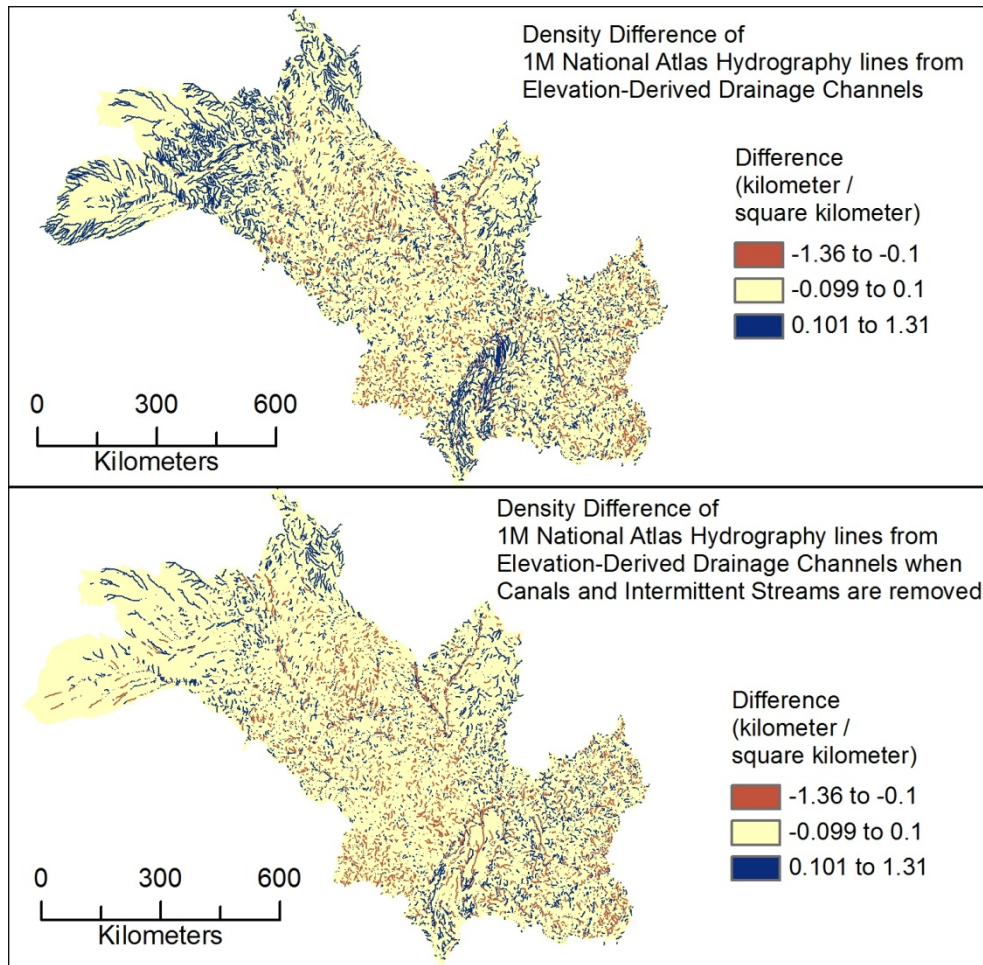 Density Difference of
1M National Atlas Hydrography lines from
Elevation-Derived Drainage Channels
Difference
(kilometer /
square kilometer)
-1.36 to -0.1
-0.099 to 0.1
0.101 to 1.31
0 300 600
Kilometers
Density Difference of
1M National Atlas Hydrography lines from
Elevation-Derived Drainage Channels when
Canals and Intermittent Streams are removed
Difference
(kilometer /
square kilometer)
-1.36 to -0.1
-0.099 to 0.1
0.101 to 1.31
0 300 600
Kilometers